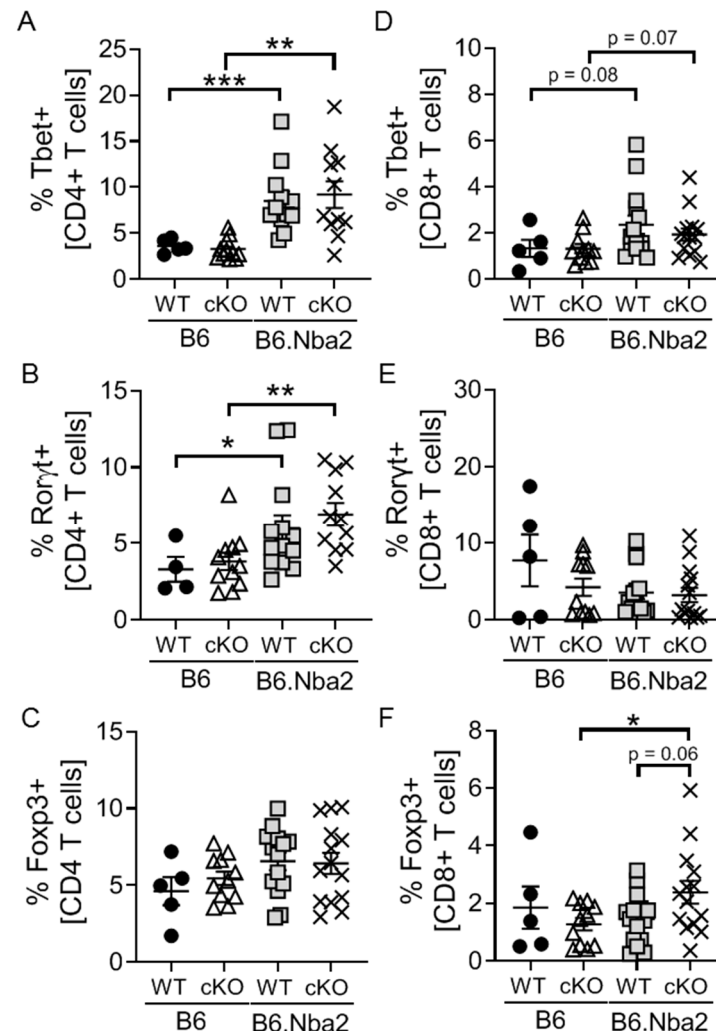 A
% Tbet+
[CD4+ T cells]
25
20
15
10
5
0
***
**
WT cKO WT cKO
B6 B6.Nba2
D
% Tbet+
[CD8+ T cells]
10
8
6
4
2
0
p = 0.08
p = 0.07
WT cKO WT cKO
B6 B6.Nba2
B
% Rorγt+
[CD4+ T cells]
15
10
5
0
*
**
WT cKO WT cKO
B6 B6.Nba2
E
% Rorγt+
[CD8+ T cells]
30
20
10
0
WT cKO WT cKO
B6 B6.Nba2
C
% Foxp3+
[CD4 T cells]
15
10
5
0
WT cKO WT cKO
B6 B6.Nba2
F
% Foxp3+
[CD8+ T cells]
8
6
4
2
0
*
p = 0.06
WT cKO WT cKO
B6 B6.Nba2